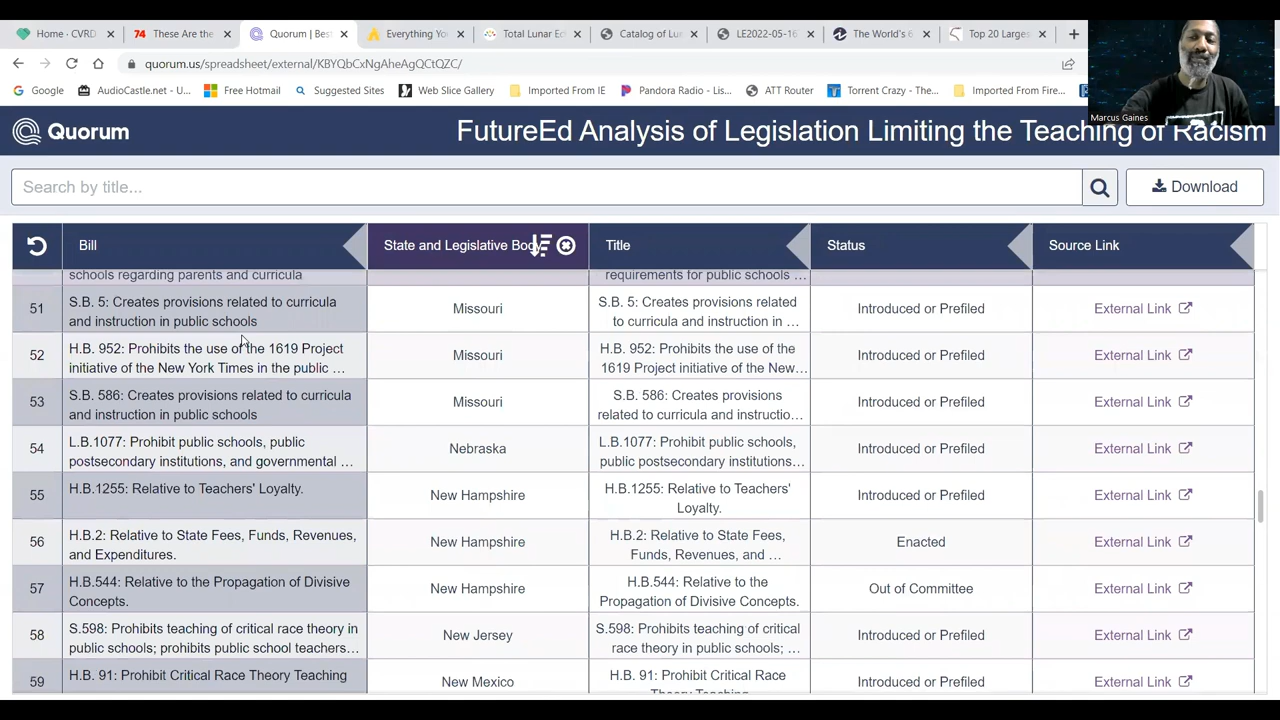 Home · CVRD
74 These Are the
Quorum | Bes
Everything Yo
Total Lunar Ec
Catalog of Lu
LE2022-05-16
The World's 6
Top 20 Larges
quorum.us/spreadsheet/external/KBYQbCxNgAheAgQCtQZC/
Google
AudioCastle.net - U...
Free Hotmail
Suggested Sites
Web Slice Gallery
Imported From IE
Pandora Radio - Lis...
ATT Router
Torrent Crazy - The...
Imported From Fire...
Marcus Gaines
Quorum
FutureEd Analysis of Legislation Limiting the Teaching of Racism
Search by title...
Download
Bill
State and Legislative Body
Title
Status
Source Link
schools regarding parents and curricula
requirements for public schools ...
51
S.B. 5: Creates provisions related to curricula
and instruction in public schools
Missouri
S.B. 5: Creates provisions related
to curricula and instruction in ...
Introduced or Prefiled
External Link
52
H.B. 952: Prohibits the use of the 1619 Project
initiative of the New York Times in the public ...
Missouri
H.B. 952: Prohibits the use of the
1619 Project initiative of the New...
Introduced or Prefiled
External Link
53
S.B. 586: Creates provisions related to curricula
and instruction in public schools
Missouri
S.B. 586: Creates provisions
related to curricula and instructio...
Introduced or Prefiled
External Link
54
L.B.1077: Prohibit public schools, public
postsecondary institutions, and governmental ...
Nebraska
L.B.1077: Prohibit public schools,
public postsecondary institutions...
Introduced or Prefiled
External Link
55
H.B.1255: Relative to Teachers' Loyalty.
New Hampshire
H.B.1255: Relative to Teachers'
Loyalty.
Introduced or Prefiled
External Link
56
H.B.2: Relative to State Fees, Funds, Revenues,
and Expenditures.
New Hampshire
H.B.2: Relative to State Fees,
Funds, Revenues, and ...
Enacted
External Link
57
H.B.544: Relative to the Propagation of Divisive
Concepts.
New Hampshire
H.B.544: Relative to the
Propagation of Divisive Concepts.
Out of Committee
External Link
58
S.598: Prohibits teaching of critical race theory in
public schools; prohibits public school teachers...
New Jersey
S.598: Prohibits teaching of critical
race theory in public schools; ...
Introduced or Prefiled
External Link
59
H.B. 91: Prohibit Critical Race Theory Teaching
New Mexico
H.B. 91: Prohibit Critical Race
Theory Teaching
Introduced or Prefiled
External Link